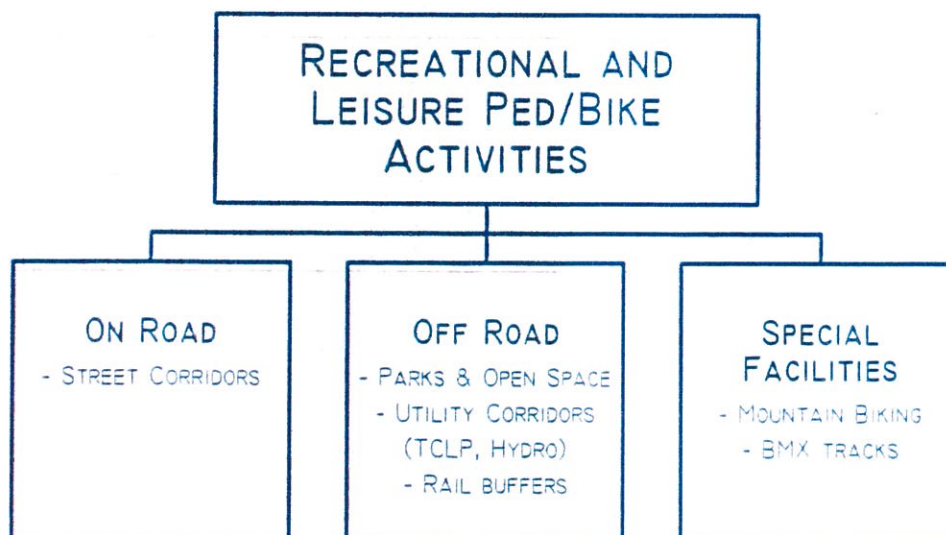 RECREATIONAL AND
LEISURE PED/BIKE
ACTIVITIES
ON ROAD
- STREET CORRIDORS
OFF ROAD
- PARKS & OPEN SPACE
- UTILITY CORRIDORS
(TCLP, HYDRO)
- RAIL BUFFERS
SPECIAL
FACILITIES
- MOUNTAIN BIKING
- BMX TRACKS